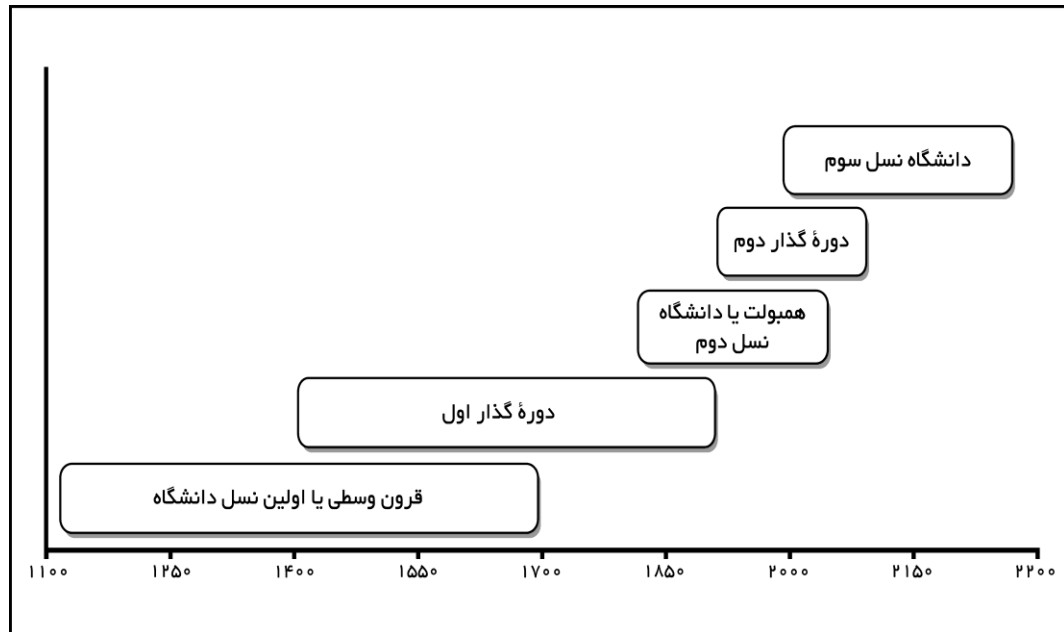 دانشگاه نسل سوم
دورهٔ گذار دوم
همبولت یا دانشگاه
نسل دوم
دورهٔ گذار اول
قرون وسطی یا اولین نسل دانشگاه
۱۱۰۰ ۱۲۵۰ ۱۴۰۰ ۱۵۵۰ ۱۷۰۰ ۱۸۵۰ ۲۰۰۰ ۲۱۵۰ ۲۲۰۰